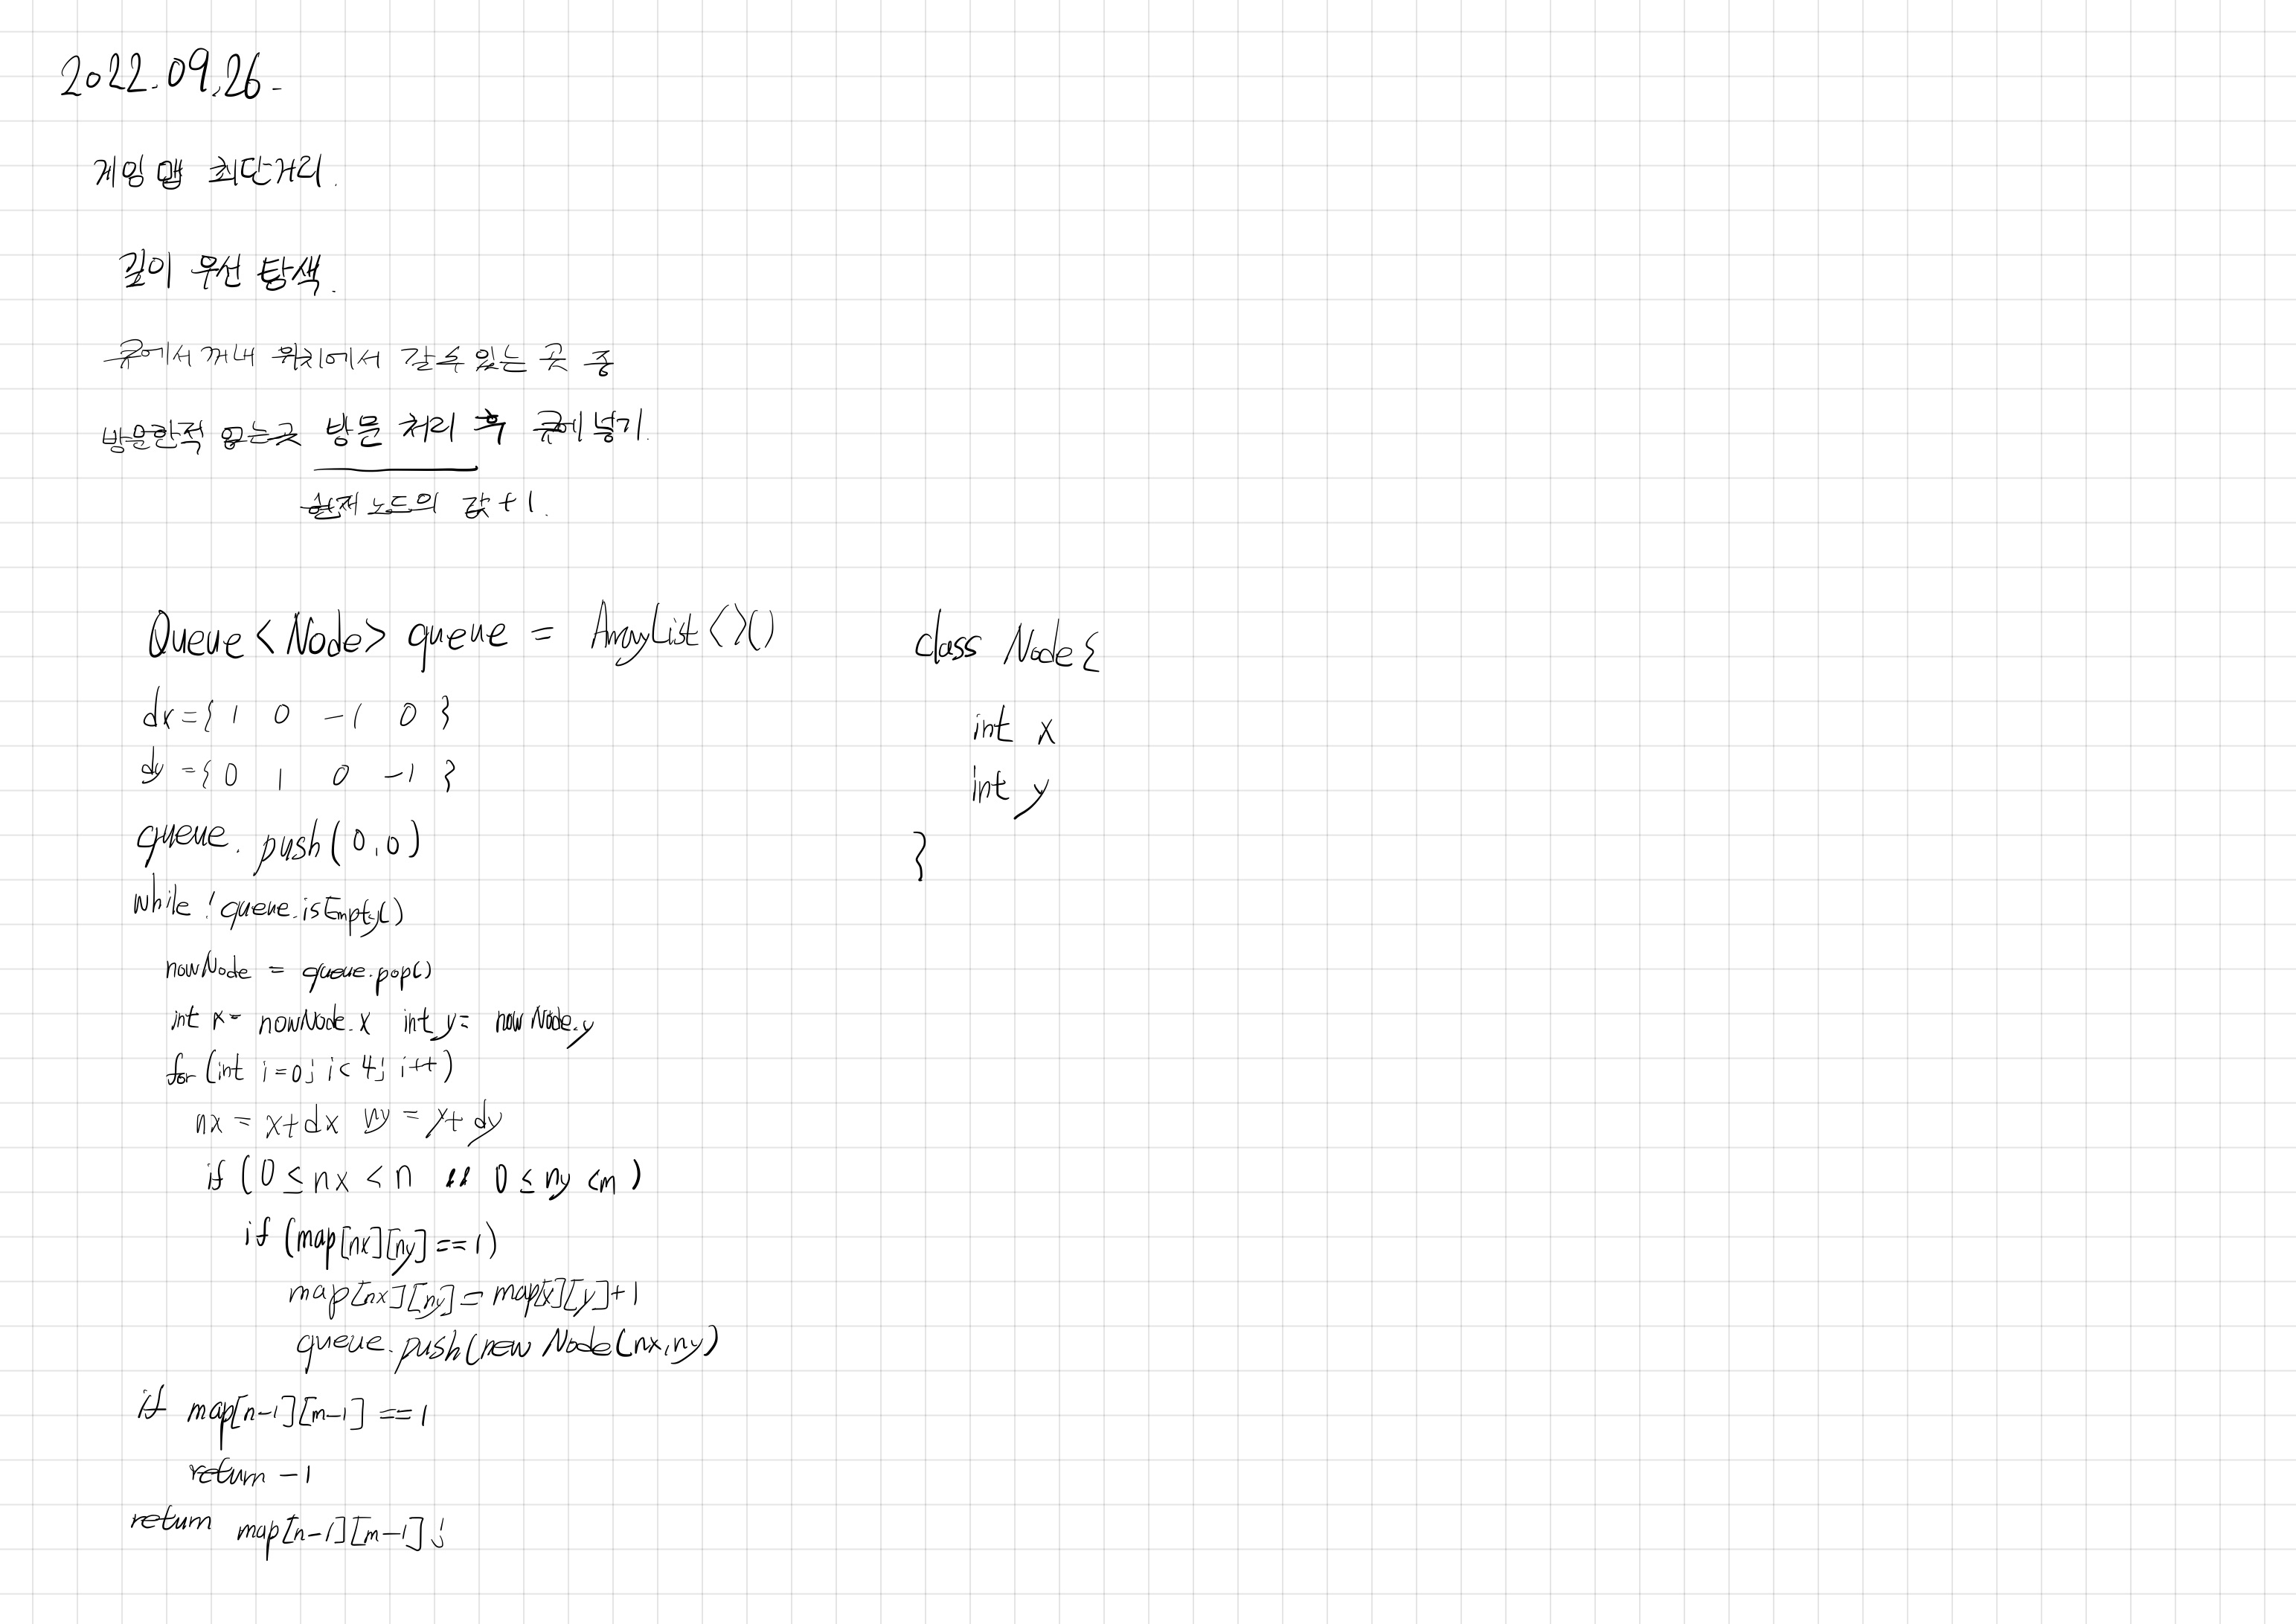 2022.09.26.
게임 맵 최단거리.
깊이 우선 탐색.
큐에서 꺼내 위치에서 갈수 있는 곳 중
방문한적 없는곳 방문 처리 후 큐에 넣기.
현재 노드의 값+1.
Queue<Node> queue = ArrayList<>()
dx={ 1 0 -1 0 }
dy={ 0 1 0 -1 }
queue.push(0,0)
while !queue.isEmpty()
nowNode = queue.pop()
int x= nowNode.x int y= nowNode.y
for (int i=0; i<4; i++)
nx = x+dx ny = y+dy
if (0≤nx<n && 0≤ny<m)
if (map[nx][ny]==1)
map[nx][ny]=map[x][y]+1
queue.push(new Node(nx,ny)
if map[n-1][m-1]==1
return -1
return map[n-1][m-1];
class Node{
int x
int y
}